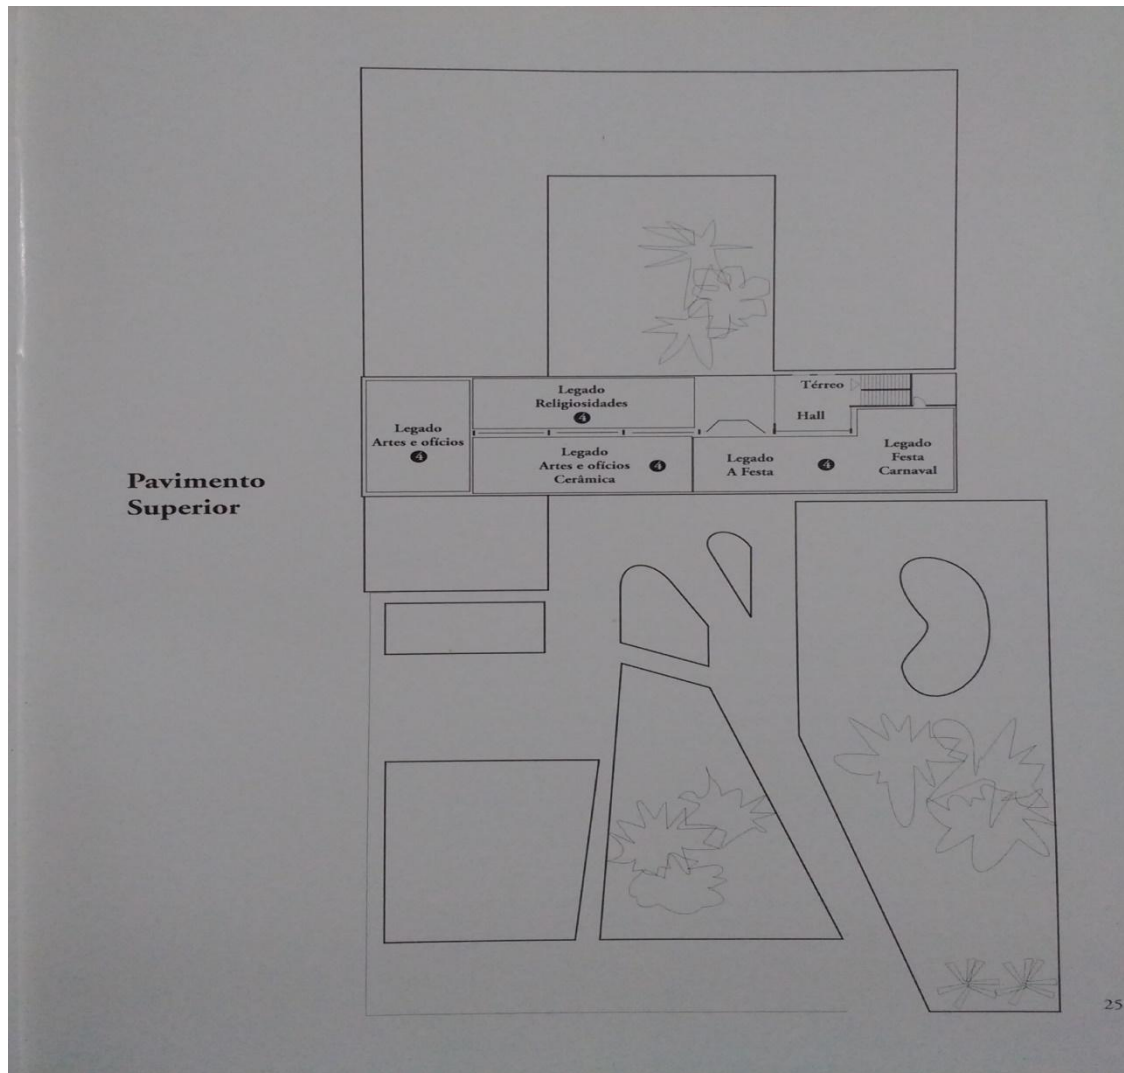 Térreo
Hall
Legado
Religiosidades
4
Legado
Artes e ofícios
4
Legado
Artes e ofícios
Cerâmica
4
Legado
A Festa
4
Legado
Festa
Carnaval
Pavimento
Superior
25